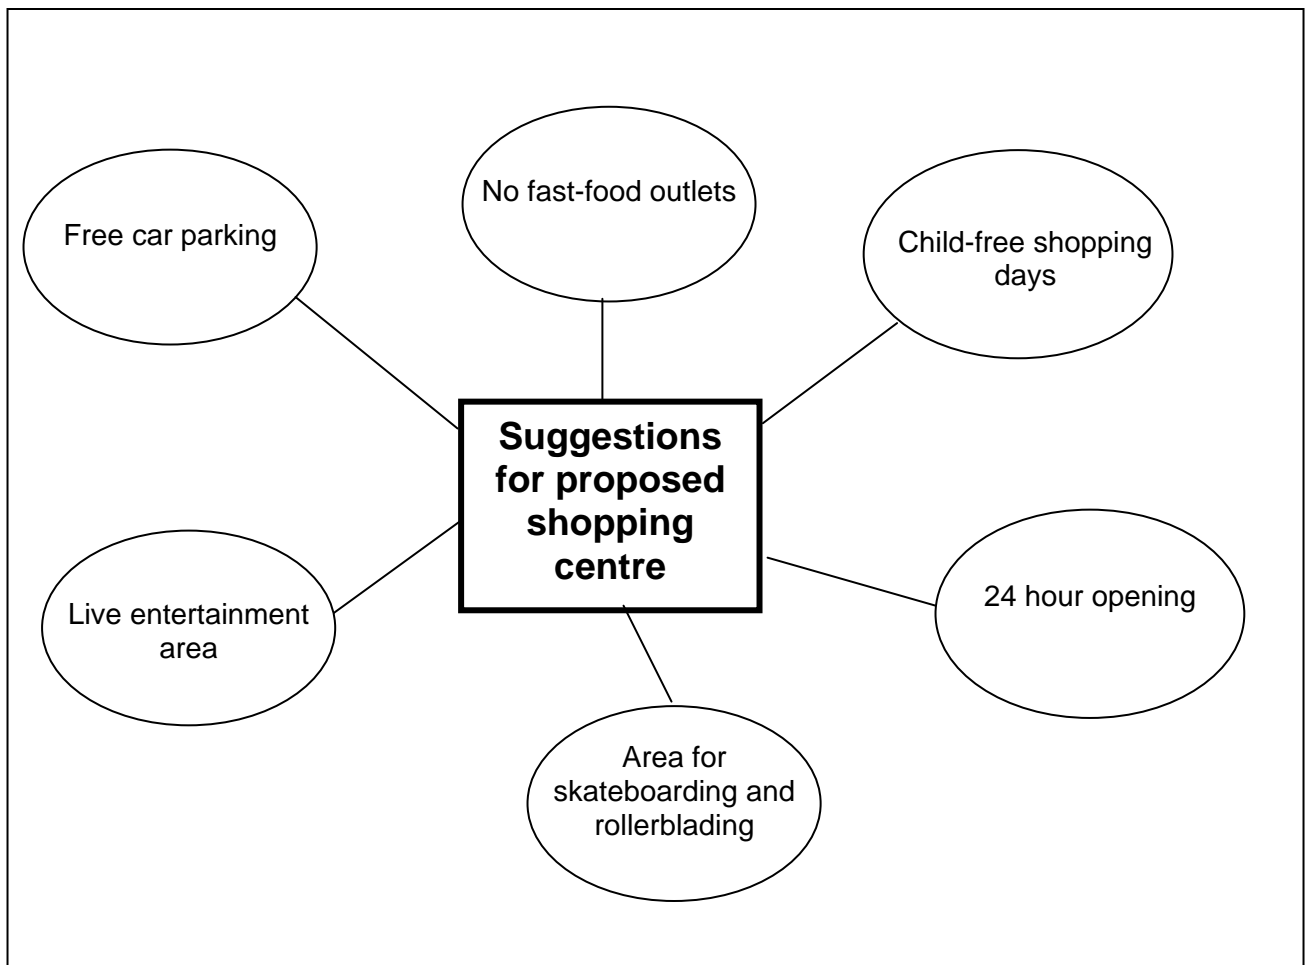 No fast-food outlets
Free car parking
Child-free shopping
days
Suggestions
for proposed
shopping
centre
Live entertainment
area
24 hour opening
Area for
skateboarding and
rollerblading